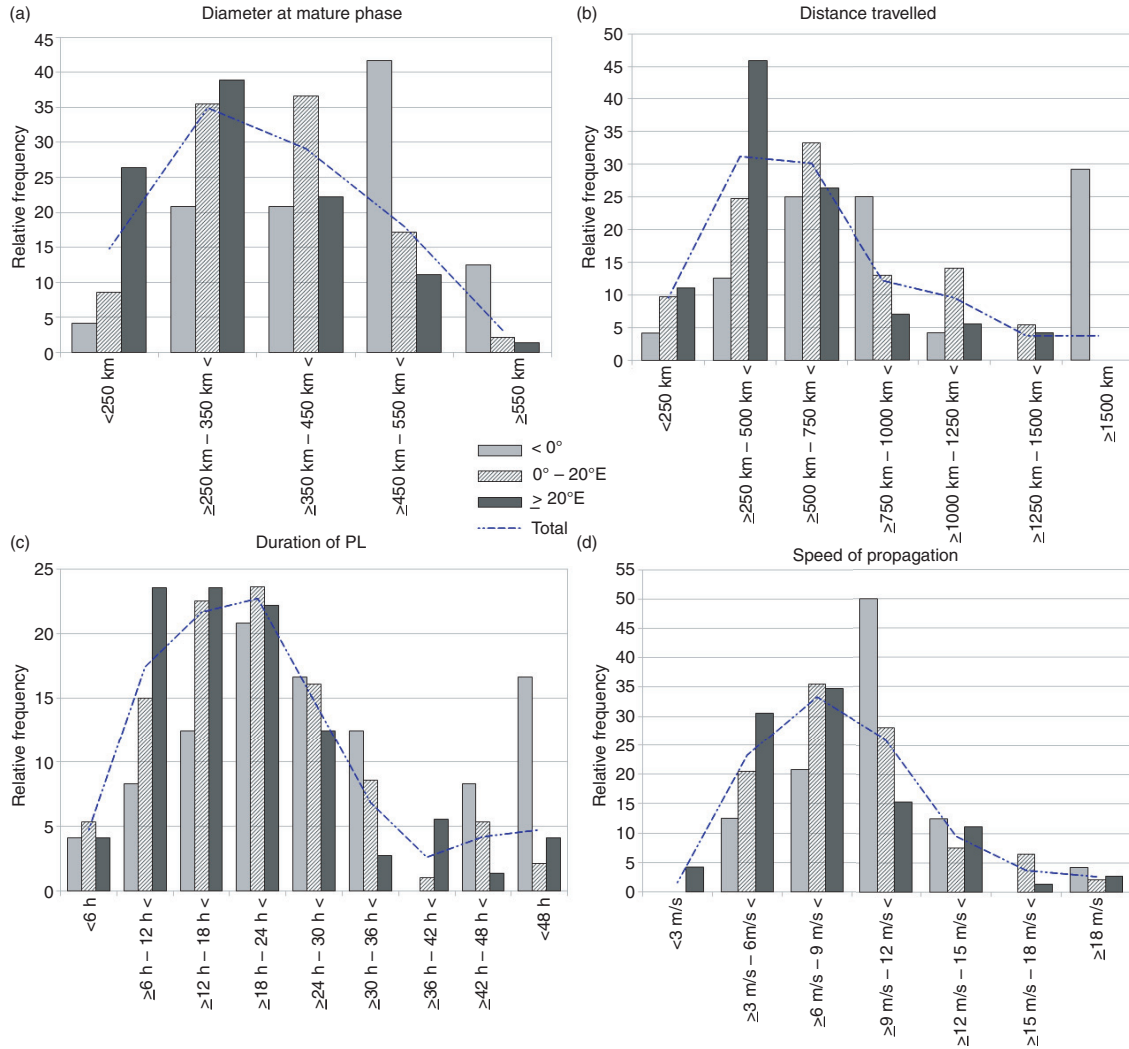 (a)
Diameter at mature phase
Relative frequency
45
40
35
30
25
20
15
10
5
0
<250 km
≥250 km – 350 km <
≥350 km – 450 km <
≥450 km – 550 km <
≥550 km
(b)
Distance travelled
Relative frequency
50
45
40
35
30
25
20
15
10
5
0
<250 km
≥250 km – 500 km <
≥500 km – 750 km <
≥750 km – 1000 km <
≥1000 km – 1250 km <
≥1250 km – 1500 km <
≥1500 km
< 0°
0° – 20°E
≥ 20°E
Total
(c)
Duration of PL
Relative frequency
25
20
15
10
5
0
<6 h
≥6 h – 12 h <
≥12 h – 18 h <
≥18 h – 24 h <
≥24 h – 30 h <
≥30 h – 36 h <
≥36 h – 42 h <
≥42 h – 48 h <
<48 h
(d)
Speed of propagation
Relative frequency
55
50
45
40
35
30
25
20
15
10
5
0
<3 m/s
≥3 m/s – 6m/s <
≥6 m/s – 9 m/s <
≥9 m/s – 12 m/s <
≥12 m/s – 15 m/s <
≥15 m/s – 18 m/s <
≥18 m/s